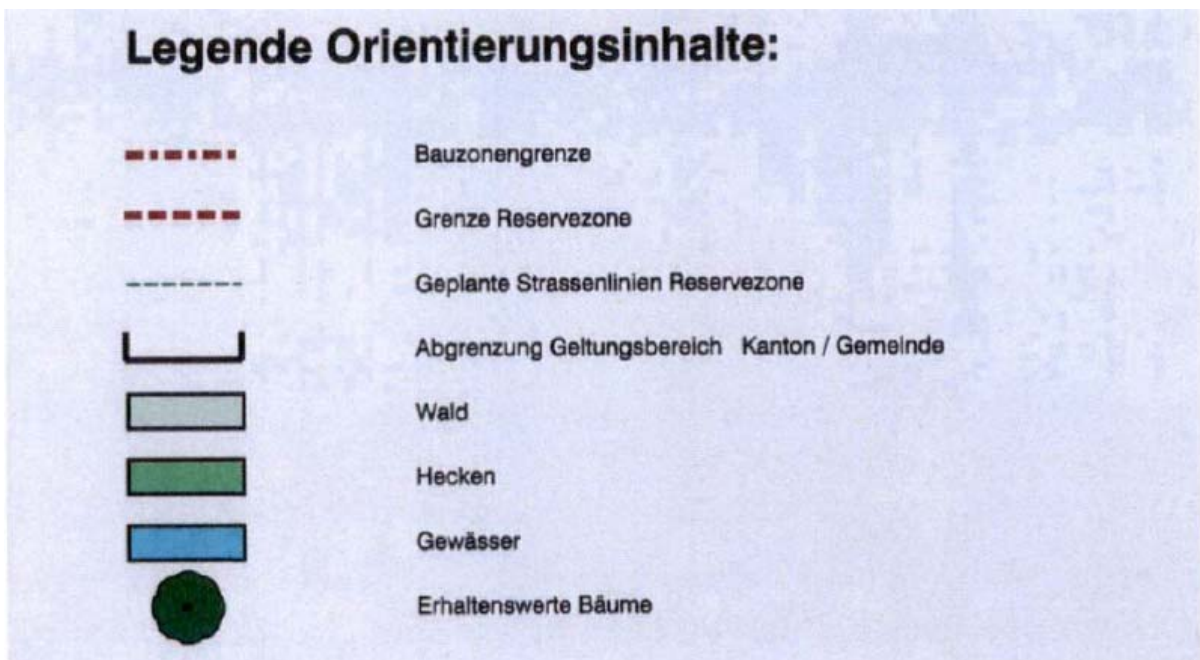 Legende Orientierungsinhalte:
Bauzonengrenze
Grenze Reservezone
Geplante Strassenlinien Reservezone
Abgrenzung Geltungsbereich Kanton / Gemeinde
Wald
Hecken
Gewässer
Erhaltenswerte Bäume